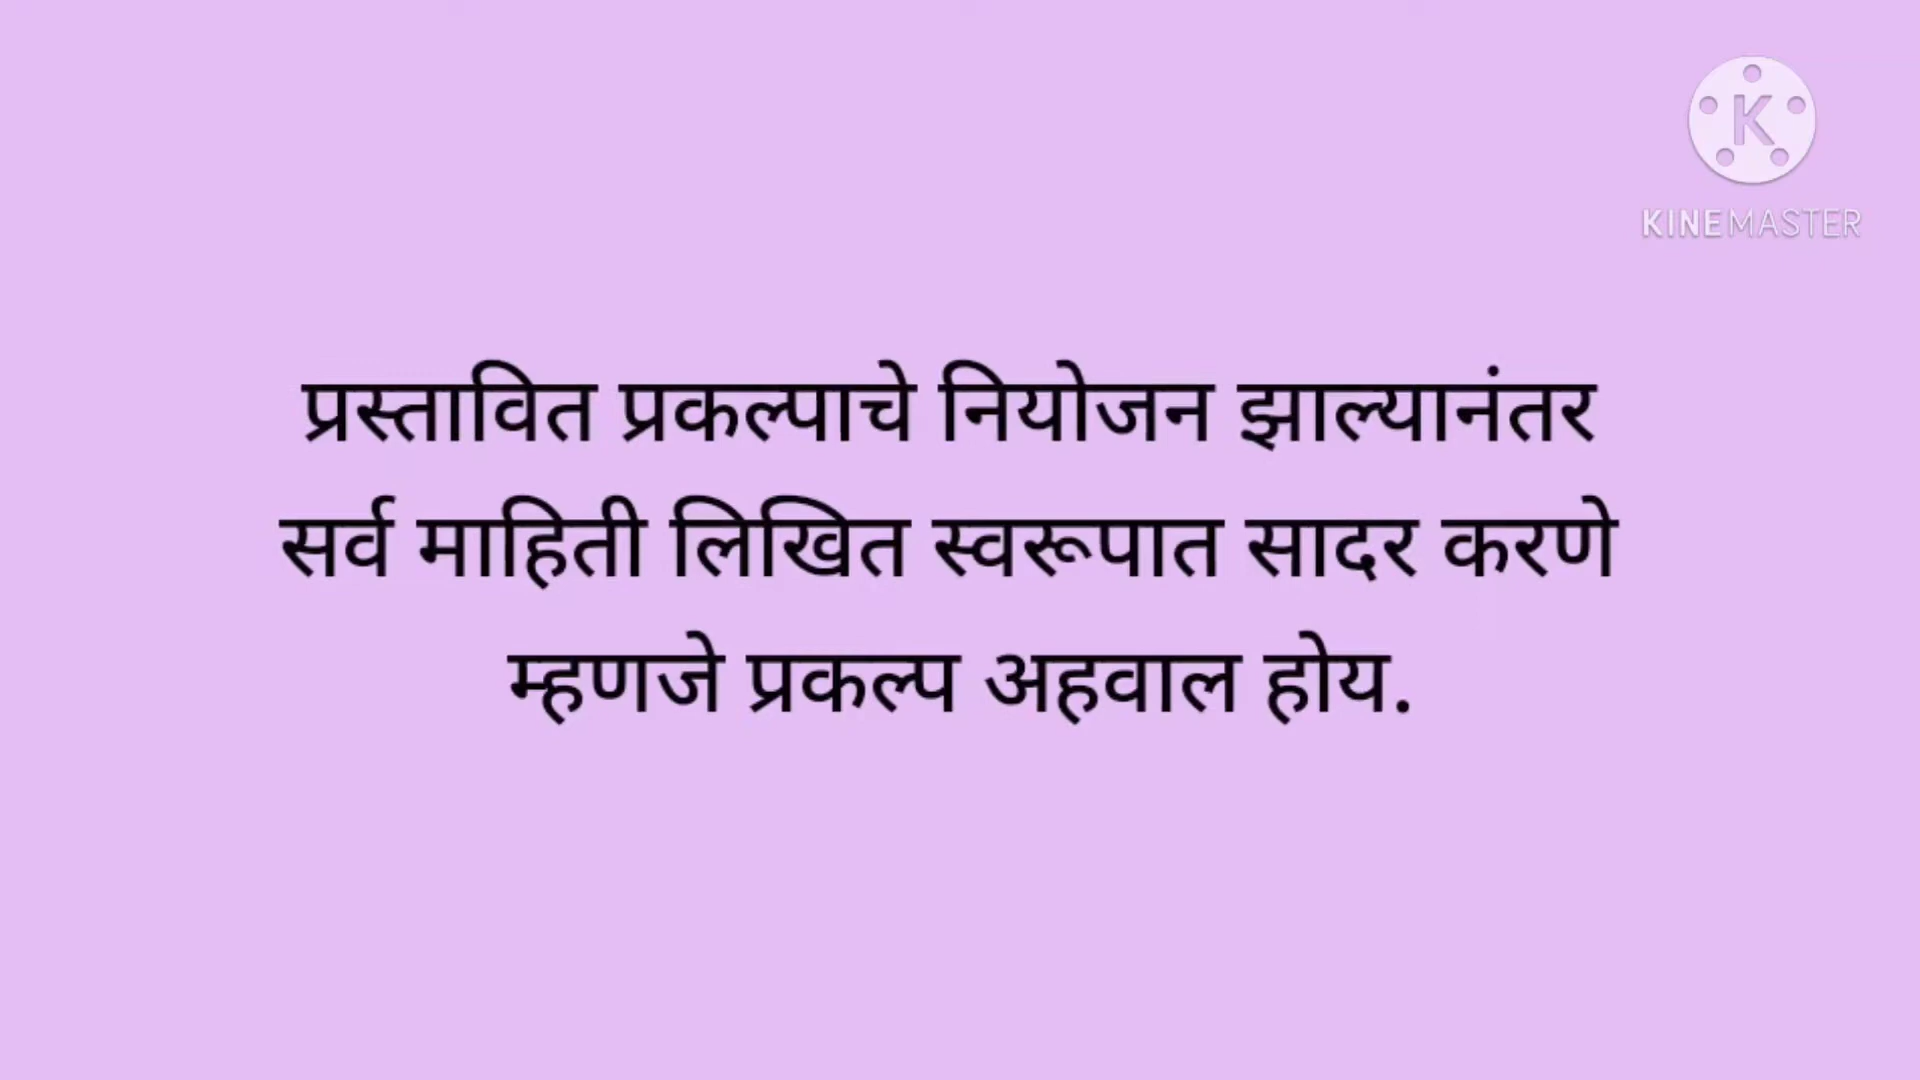 K
KINEMASTER
प्रस्तावित प्रकल्पाचे नियोजन झाल्यानंतर
सर्व माहिती लिखित स्वरूपात सादर करणे
म्हणजे प्रकल्प अहवाल होय.